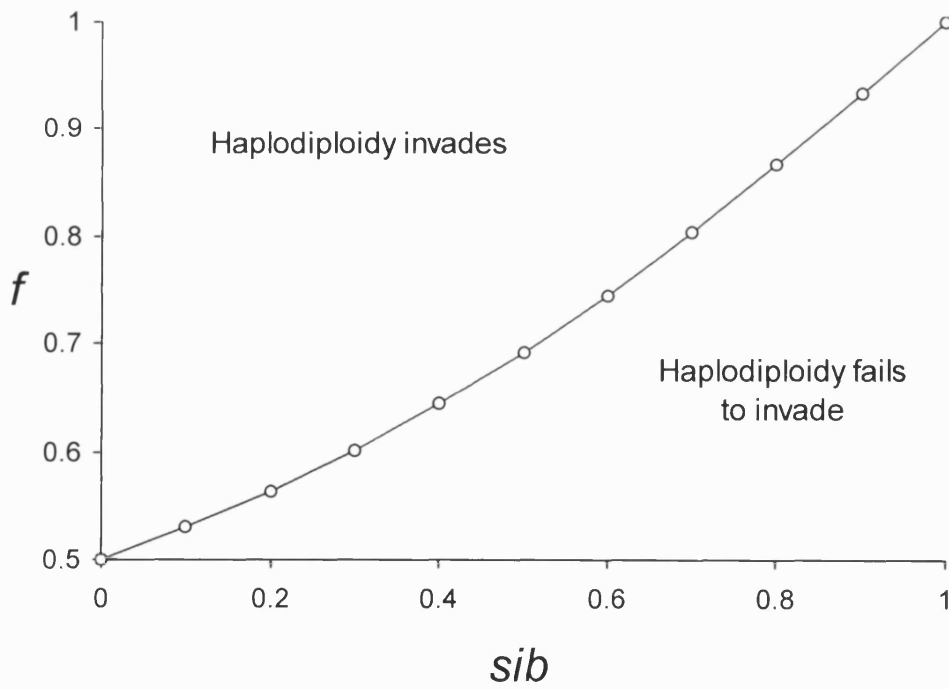 1
0.9
Haplodiploidy invades
0.8
f
0.7
Haplodiploidy fails
to invade
0.6
0.5
0 0.2 0.4 0.6 0.8 1
sib